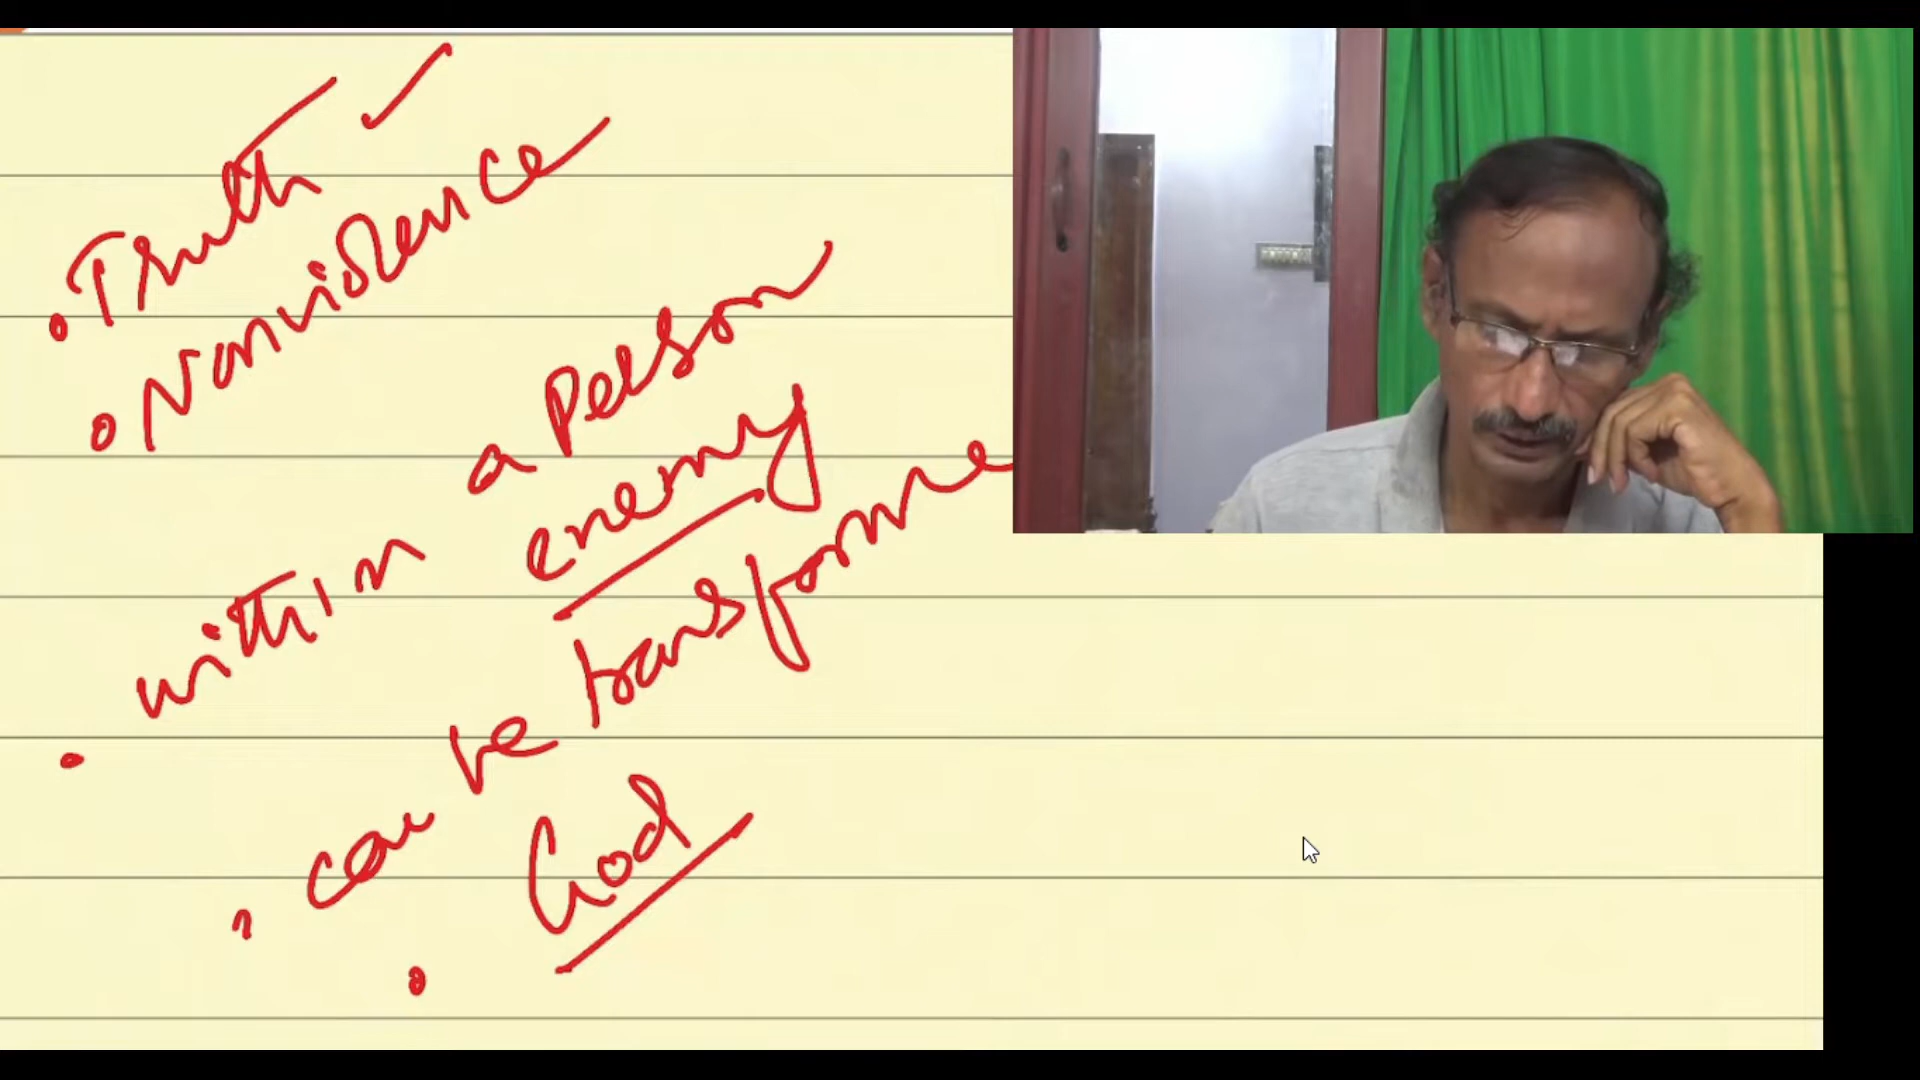 Truth ✓
Nonviolence
within a person
enemy
can be transforme
God